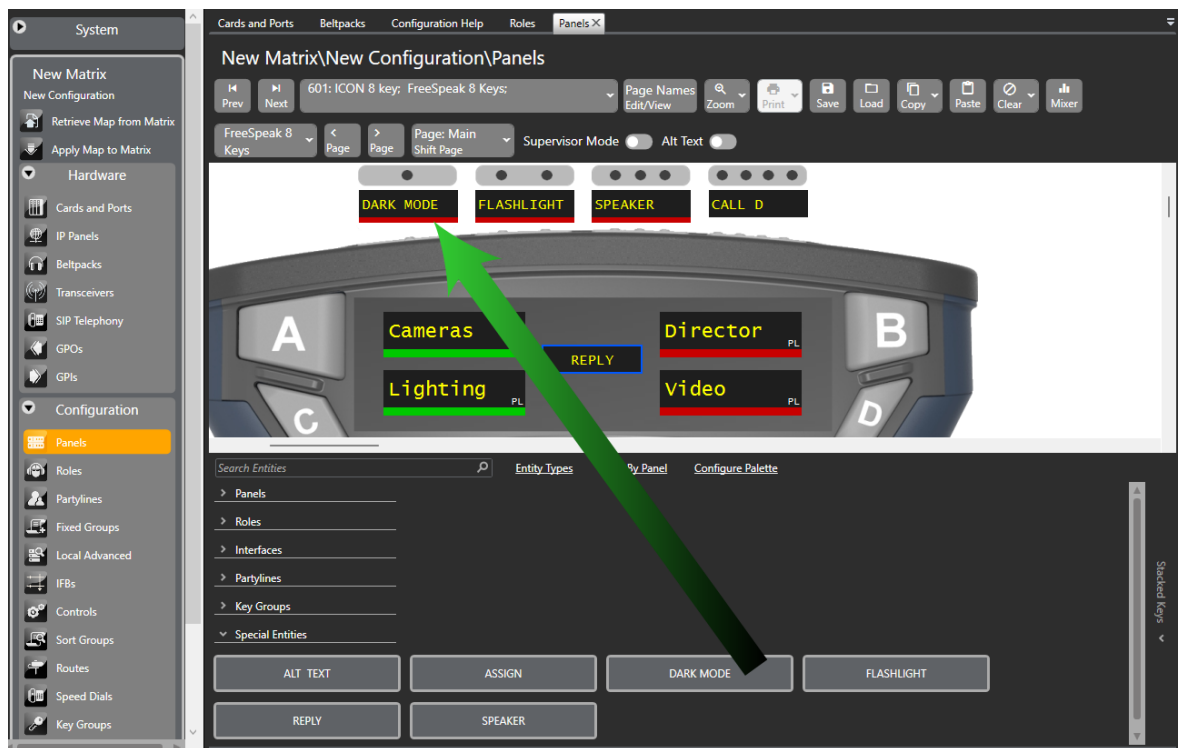 System
New Matrix
New Configuration
Retrieve Map from Matrix
Apply Map to Matrix
Hardware
Cards and Ports
IP Panels
Beltpacks
Transceivers
SIP Telephony
GPOs
GPIs
Configuration
Panels
Roles
Partylines
Fixed Groups
Local Advanced
IFBs
Controls
Sort Groups
Routes
Speed Dials
Key Groups
Cards and Ports Beltpacks Configuration Help Roles Panels X
New Matrix\New Configuration\Panels
Prev Next 601: ICON 8 key; FreeSpeak 8 Keys; Page Names Edit/View Zoom Print Save Load Copy Paste Clear Mixer
FreeSpeak 8 Keys < Page > Page Page: Main Shift Page Supervisor Mode Alt Text
DARK MODE FLASHLIGHT SPEAKER CALL D
A Cameras Director PL B
REPLY
C Lighting PL Video PL D
Search Entities Entity Types By Panel Configure Palette
Panels
Roles
Interfaces
Partylines
Key Groups
Special Entities
ALT TEXT ASSIGN DARK MODE FLASHLIGHT
REPLY SPEAKER
Stacked Keys